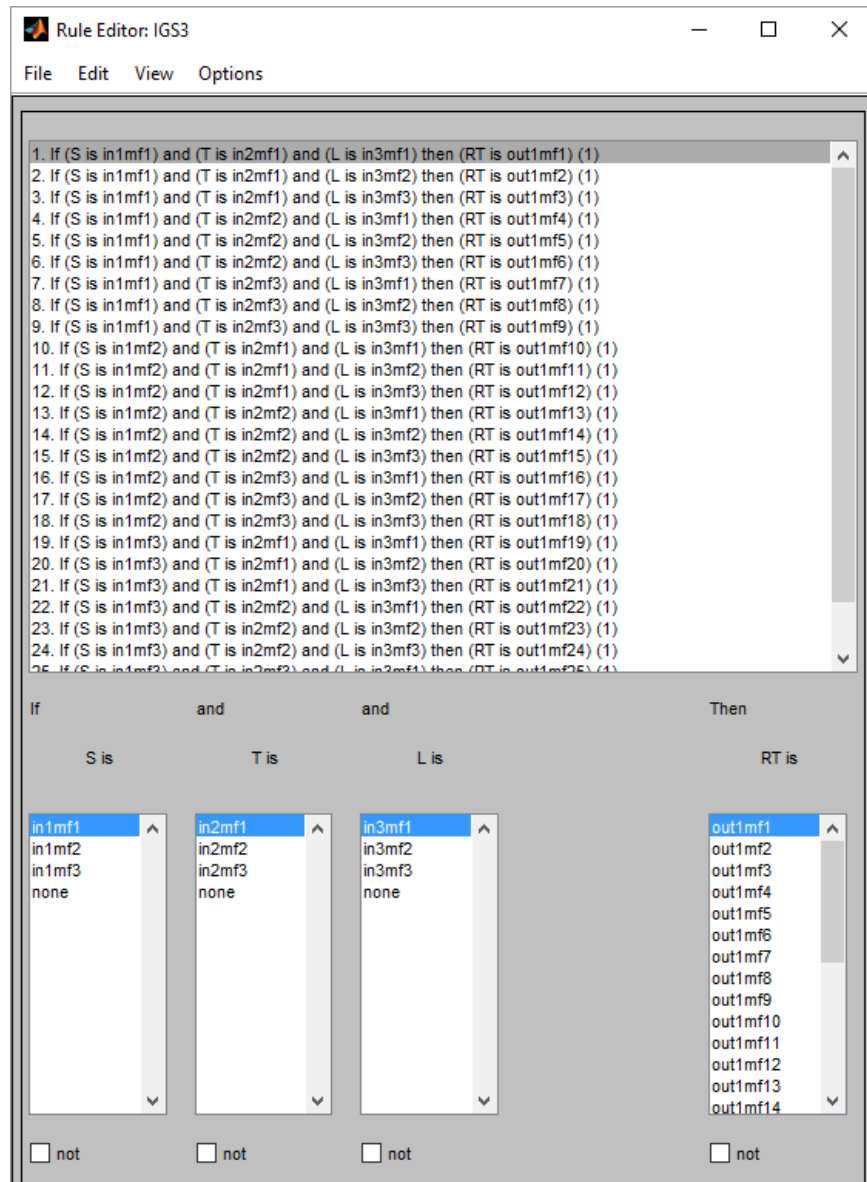 Rule Editor: IGS3
File Edit View Options
1. If (S is in1mf1) and (T is in2mf1) and (L is in3mf1) then (RT is out1mf1) (1)
2. If (S is in1mf1) and (T is in2mf1) and (L is in3mf2) then (RT is out1mf2) (1)
3. If (S is in1mf1) and (T is in2mf1) and (L is in3mf3) then (RT is out1mf3) (1)
4. If (S is in1mf1) and (T is in2mf2) and (L is in3mf1) then (RT is out1mf4) (1)
5. If (S is in1mf1) and (T is in2mf2) and (L is in3mf2) then (RT is out1mf5) (1)
6. If (S is in1mf1) and (T is in2mf2) and (L is in3mf3) then (RT is out1mf6) (1)
7. If (S is in1mf1) and (T is in2mf3) and (L is in3mf1) then (RT is out1mf7) (1)
8. If (S is in1mf1) and (T is in2mf3) and (L is in3mf2) then (RT is out1mf8) (1)
9. If (S is in1mf1) and (T is in2mf3) and (L is in3mf3) then (RT is out1mf9) (1)
10. If (S is in1mf2) and (T is in2mf1) and (L is in3mf1) then (RT is out1mf10) (1)
11. If (S is in1mf2) and (T is in2mf1) and (L is in3mf2) then (RT is out1mf11) (1)
12. If (S is in1mf2) and (T is in2mf1) and (L is in3mf3) then (RT is out1mf12) (1)
13. If (S is in1mf2) and (T is in2mf2) and (L is in3mf1) then (RT is out1mf13) (1)
14. If (S is in1mf2) and (T is in2mf2) and (L is in3mf2) then (RT is out1mf14) (1)
15. If (S is in1mf2) and (T is in2mf2) and (L is in3mf3) then (RT is out1mf15) (1)
16. If (S is in1mf2) and (T is in2mf3) and (L is in3mf1) then (RT is out1mf16) (1)
17. If (S is in1mf2) and (T is in2mf3) and (L is in3mf2) then (RT is out1mf17) (1)
18. If (S is in1mf2) and (T is in2mf3) and (L is in3mf3) then (RT is out1mf18) (1)
19. If (S is in1mf3) and (T is in2mf1) and (L is in3mf1) then (RT is out1mf19) (1)
20. If (S is in1mf3) and (T is in2mf1) and (L is in3mf2) then (RT is out1mf20) (1)
21. If (S is in1mf3) and (T is in2mf1) and (L is in3mf3) then (RT is out1mf21) (1)
22. If (S is in1mf3) and (T is in2mf2) and (L is in3mf1) then (RT is out1mf22) (1)
23. If (S is in1mf3) and (T is in2mf2) and (L is in3mf2) then (RT is out1mf23) (1)
24. If (S is in1mf3) and (T is in2mf2) and (L is in3mf3) then (RT is out1mf24) (1)
25. If (S is in1mf3) and (T is in2mf3) and (L is in3mf1) then (RT is out1mf25) (1)
If and and Then
S is T is L is RT is
in1mf1 in2mf1 in3mf1 out1mf1
in1mf2 in2mf2 in3mf2 out1mf2
in1mf3 in2mf3 in3mf3 out1mf3
none none none out1mf4
out1mf5
out1mf6
out1mf7
out1mf8
out1mf9
out1mf10
out1mf11
out1mf12
out1mf13
out1mf14
not not not not